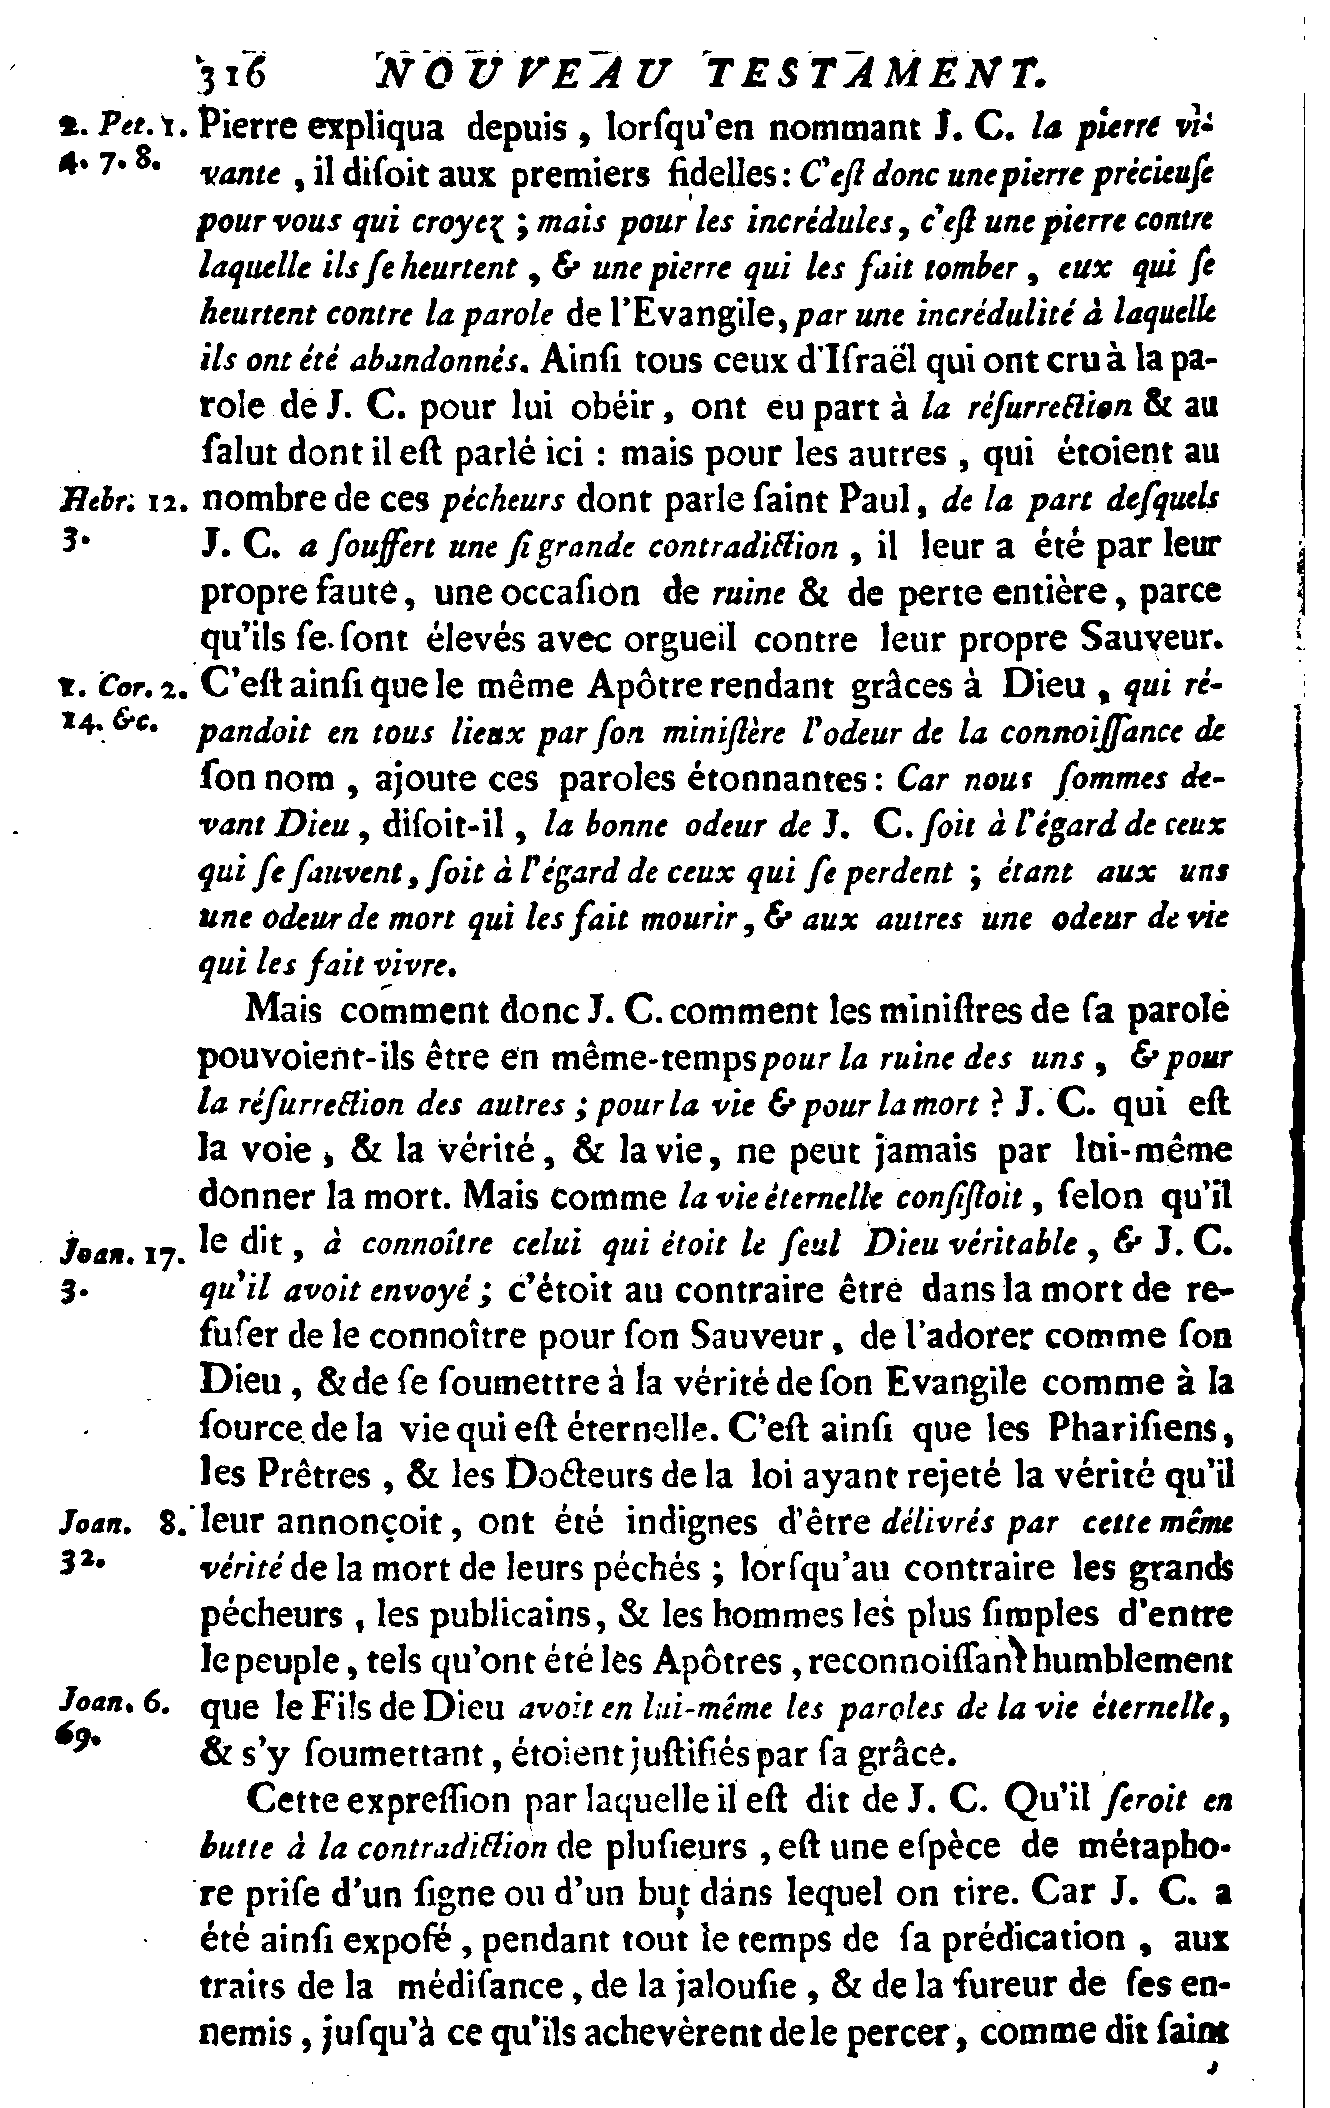 316 NOUVEAU TESTAMENT.
2. Pet. 1. Pierre expliqua depuis, lorſqu'en nommant J. C. la pierre vi-
4. 7. 8. vante, il diſoit aux premiers fidelles: C'eſt donc une pierre précieuſe
pour vous qui croyez ; mais pour les incrédules, c'eſt une pierre contre
laquelle ils ſe heurtent, & une pierre qui les fait tomber, eux qui ſe
heurtent contre la parole de l'Evangile, par une incrédulité à laquelle
ils ont été abandonnés. Ainſi tous ceux d'Iſraël qui ont cru à la pa-
role de J. C. pour lui obéir, ont eu part à la réſurrection & au
ſalut dont il eſt parlé ici : mais pour les autres, qui étoient au
Hebr. 12. nombre de ces pécheurs dont parle ſaint Paul, de la part deſquels
3. J. C. a ſouffert une ſi grande contradiction, il leur a été par leur
propre faute, une occaſion de ruine & de perte entière, parce
qu'ils ſe ſont élevés avec orgueil contre leur propre Sauveur.
1. Cor. 2. C'eſt ainſi que le même Apôtre rendant grâces à Dieu, qui ré-
14. &c. pandoit en tous lieux par ſon miniſtère l'odeur de la connoiſſance de
ſon nom, ajoute ces paroles étonnantes: Car nous ſommes de-
vant Dieu, diſoit-il, la bonne odeur de J. C. ſoit à l'égard de ceux
qui ſe ſauvent, ſoit à l'égard de ceux qui ſe perdent ; étant aux uns
une odeur de mort qui les fait mourir, & aux autres une odeur de vie
qui les fait vivre.
Mais comment donc J. C. comment les miniſtres de ſa parole
pouvoient-ils être en même-temps pour la ruine des uns, & pour
la réſurrection des autres ; pour la vie & pour la mort ? J. C. qui eſt
la voie, & la vérité, & la vie, ne peut jamais par lui-même
donner la mort. Mais comme la vie éternelle conſiſtoit, ſelon qu'il
Joan. 17. le dit, à connoître celui qui étoit le ſeul Dieu véritable, & J. C.
3. qu'il avoit envoyé ; c'étoit au contraire être dans la mort de re-
fuſer de le connoître pour ſon Sauveur, de l'adorer comme ſon
Dieu, & de ſe ſoumettre à la vérité de ſon Evangile comme à la
ſource de la vie qui eſt éternelle. C'eſt ainſi que les Phariſiens,
les Prêtres, & les Docteurs de la loi ayant rejeté la vérité qu'il
Joan. 8. leur annonçoit, ont été indignes d'être délivrés par cette même
32. vérité de la mort de leurs péchés ; lorſqu'au contraire les grands
pécheurs, les publicains, & les hommes les plus ſimples d'entre
le peuple, tels qu'ont été les Apôtres, reconnoiſſant humblement
Joan. 6. que le Fils de Dieu avoit en lui-même les paroles de la vie éternelle,
69. & s'y ſoumettant, étoient juſtifiés par ſa grâce.
Cette expreſſion par laquelle il eſt dit de J. C. Qu'il ſeroit en
butte à la contradiction de pluſieurs, eſt une eſpèce de métapho-
re priſe d'un ſigne ou d'un but dans lequel on tire. Car J. C. a
été ainſi expoſé, pendant tout le temps de ſa prédication, aux
traits de la médiſance, de la jalouſie, & de la fureur de ſes en-
nemis, juſqu'à ce qu'ils achevèrent de le percer, comme dit ſaint